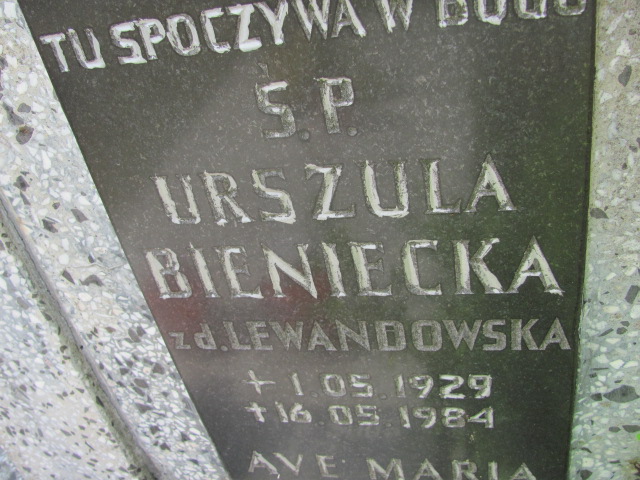 TU SPOCZYWA W BOGU
Ś.P.
URSZULA
BIENIECKA
zd. LEWANDOWSKA
+ 1.05.1929
+ 16.05.1984
AVE MARIA